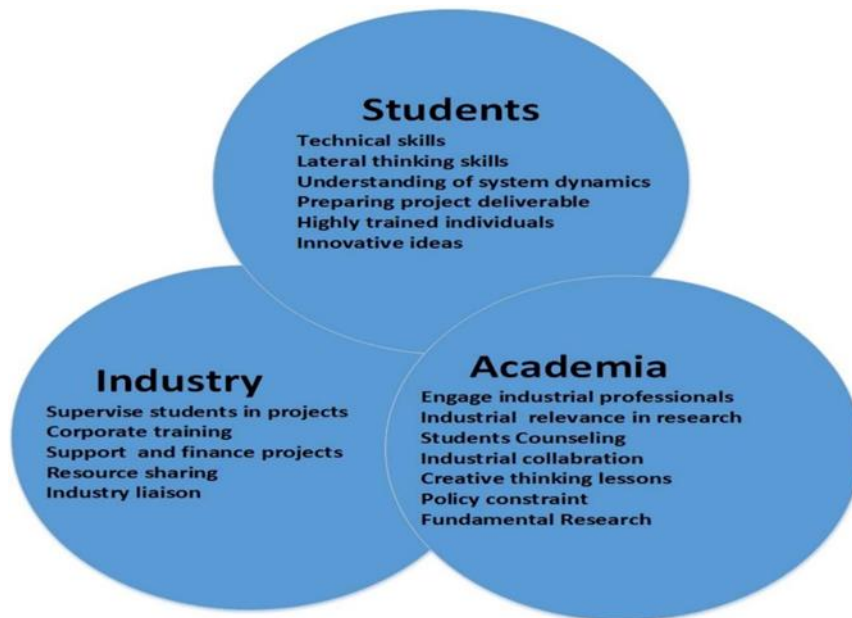 Students
Technical skills
Lateral thinking skills
Understanding of system dynamics
Preparing project deliverable
Highly trained individuals
Innovative ideas
Industry
Supervise students in projects
Corporate training
Support and finance projects
Resource sharing
Industry liaison
Academia
Engage industrial professionals
Industrial relevance in research
Students Counseling
Industrial collabration
Creative thinking lessons
Policy constraint
Fundamental Research